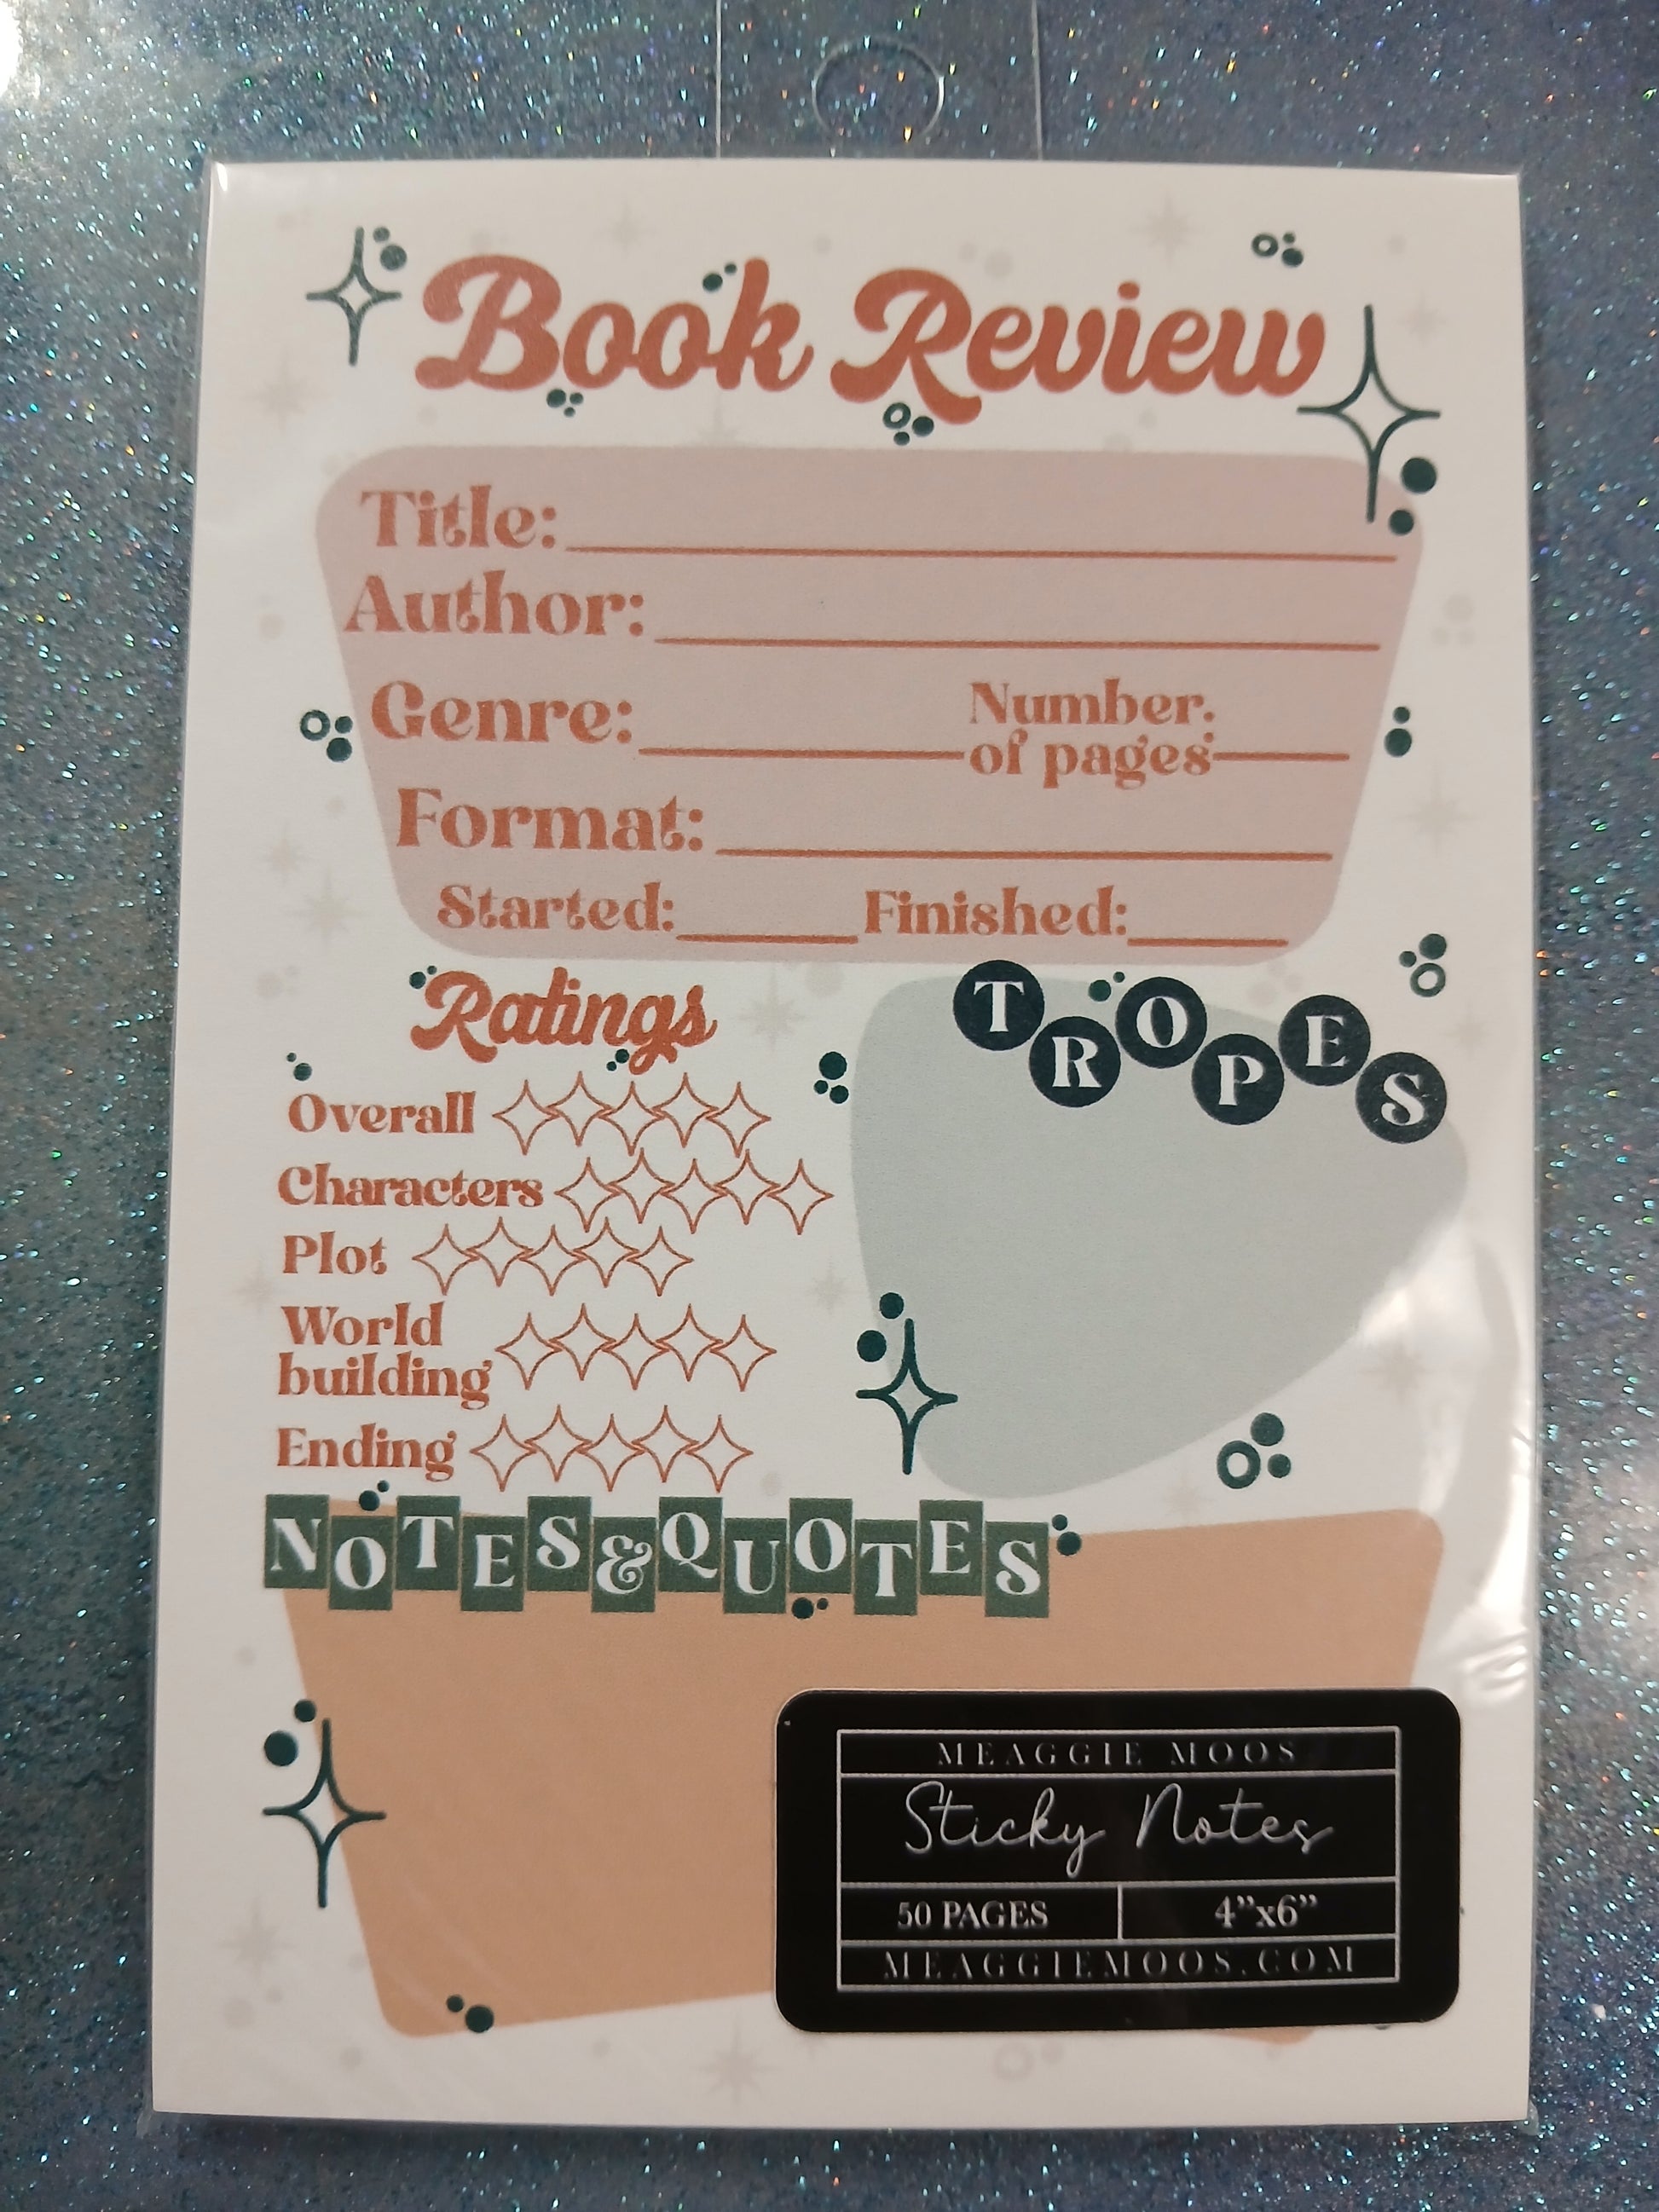 Book Review
Title:
Author:
Genre: Number of pages:
Format:
Started: Finished:
Ratings
Overall
Characters
Plot
World
building
Ending
TROPES
NOTES&QUOTES
MEAGGIE MOOS
Sticky Notes
50 PAGES 4”x6”
MEAGGIEMOOS.COM